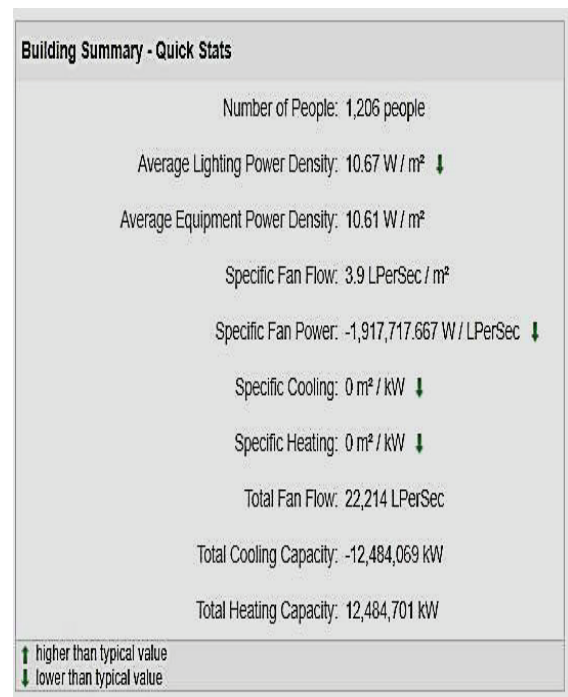 Building Summary - Quick Stats
Number of People: 1,206 people
Average Lighting Power Density: 10.67 W / m² ↓
Average Equipment Power Density: 10.61 W / m²
Specific Fan Flow: 3.9 LPerSec / m²
Specific Fan Power: -1,917,717.667 W / LPerSec ↓
Specific Cooling: 0 m² / kW ↓
Specific Heating: 0 m² / kW ↓
Total Fan Flow: 22,214 LPerSec
Total Cooling Capacity: -12,484,069 kW
Total Heating Capacity: 12,484,701 kW
↑ higher than typical value
↓ lower than typical value